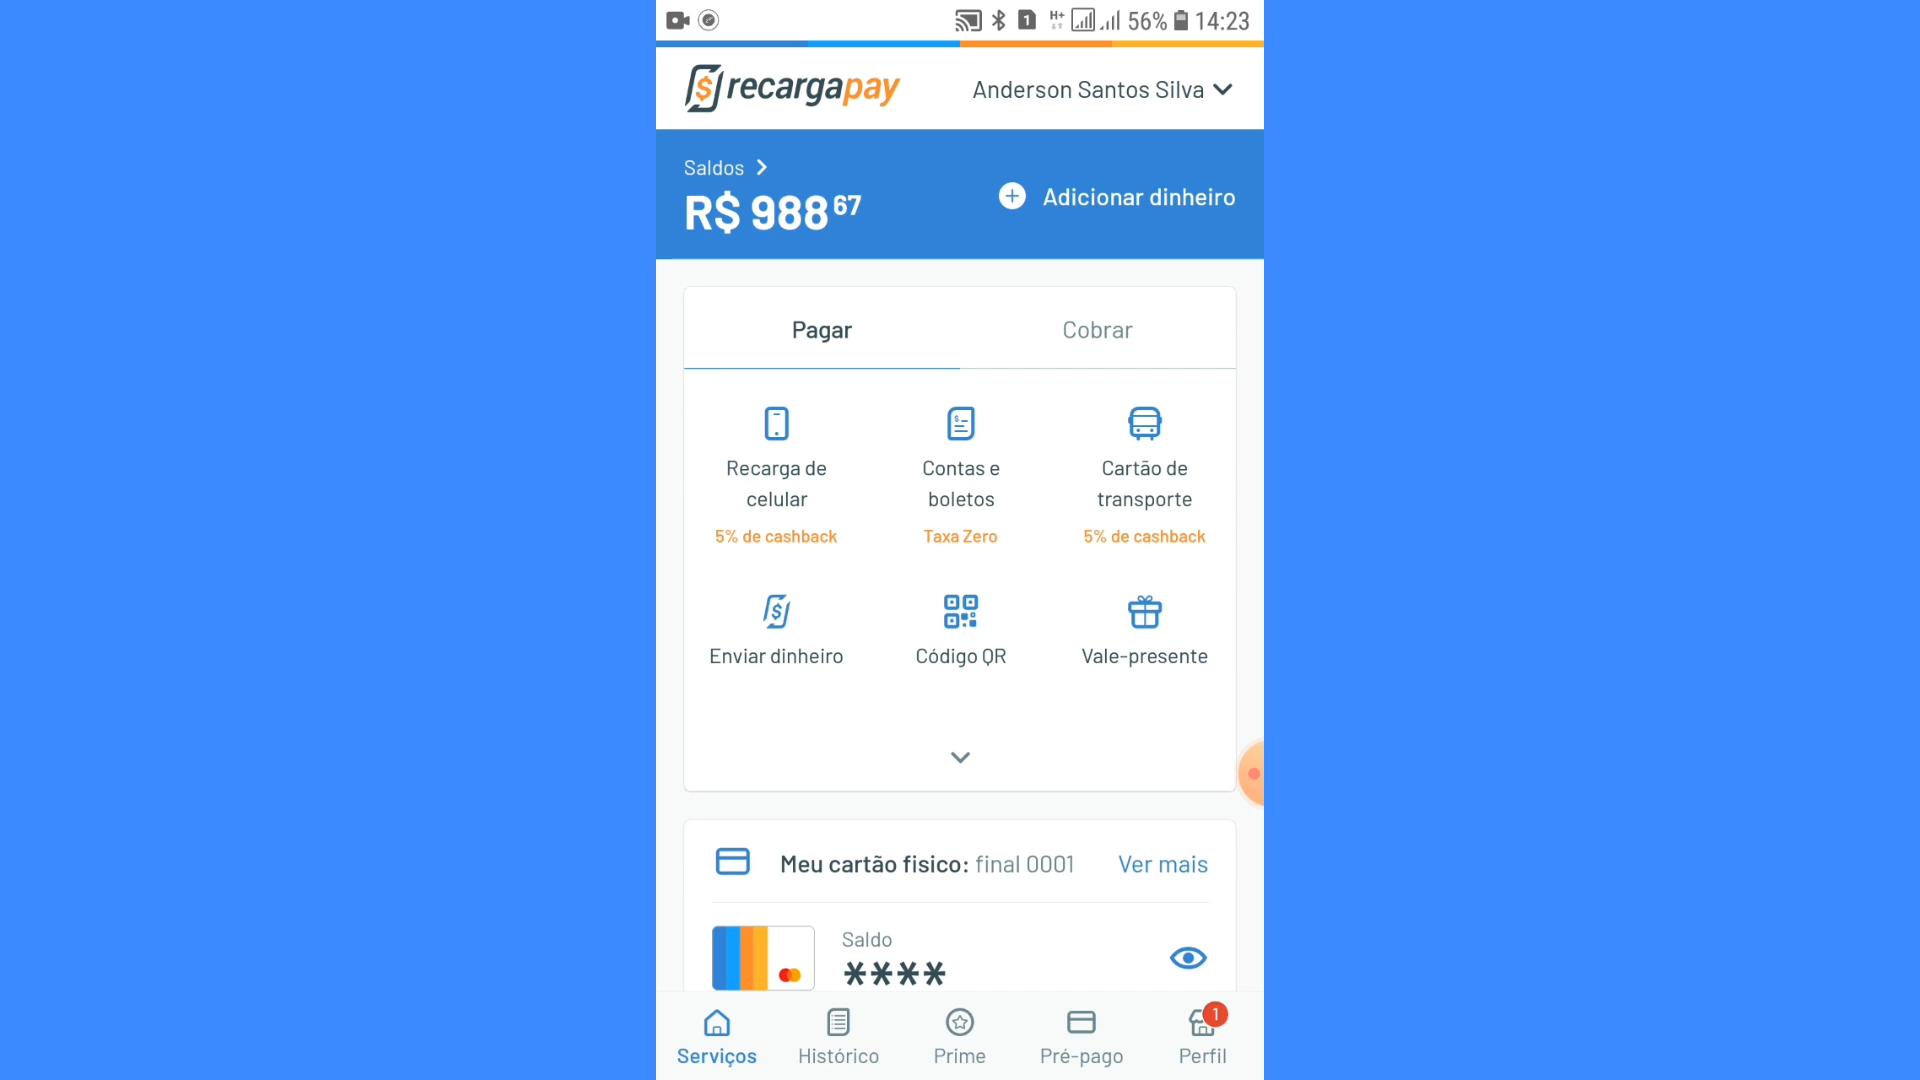 1 H+ 56% 14:23
recargapay Anderson Santos Silva
Saldos
R$ 988 67
Adicionar dinheiro
Pagar Cobrar
Recarga de
celular
5% de cashback
Contas e
boletos
Taxa Zero
Cartão de
transporte
5% de cashback
Enviar dinheiro
Código QR
Vale-presente
Meu cartão fisico: final 0001 Ver mais
Saldo
****
Serviços
Histórico
Prime
Pré-pago
1
Perfil